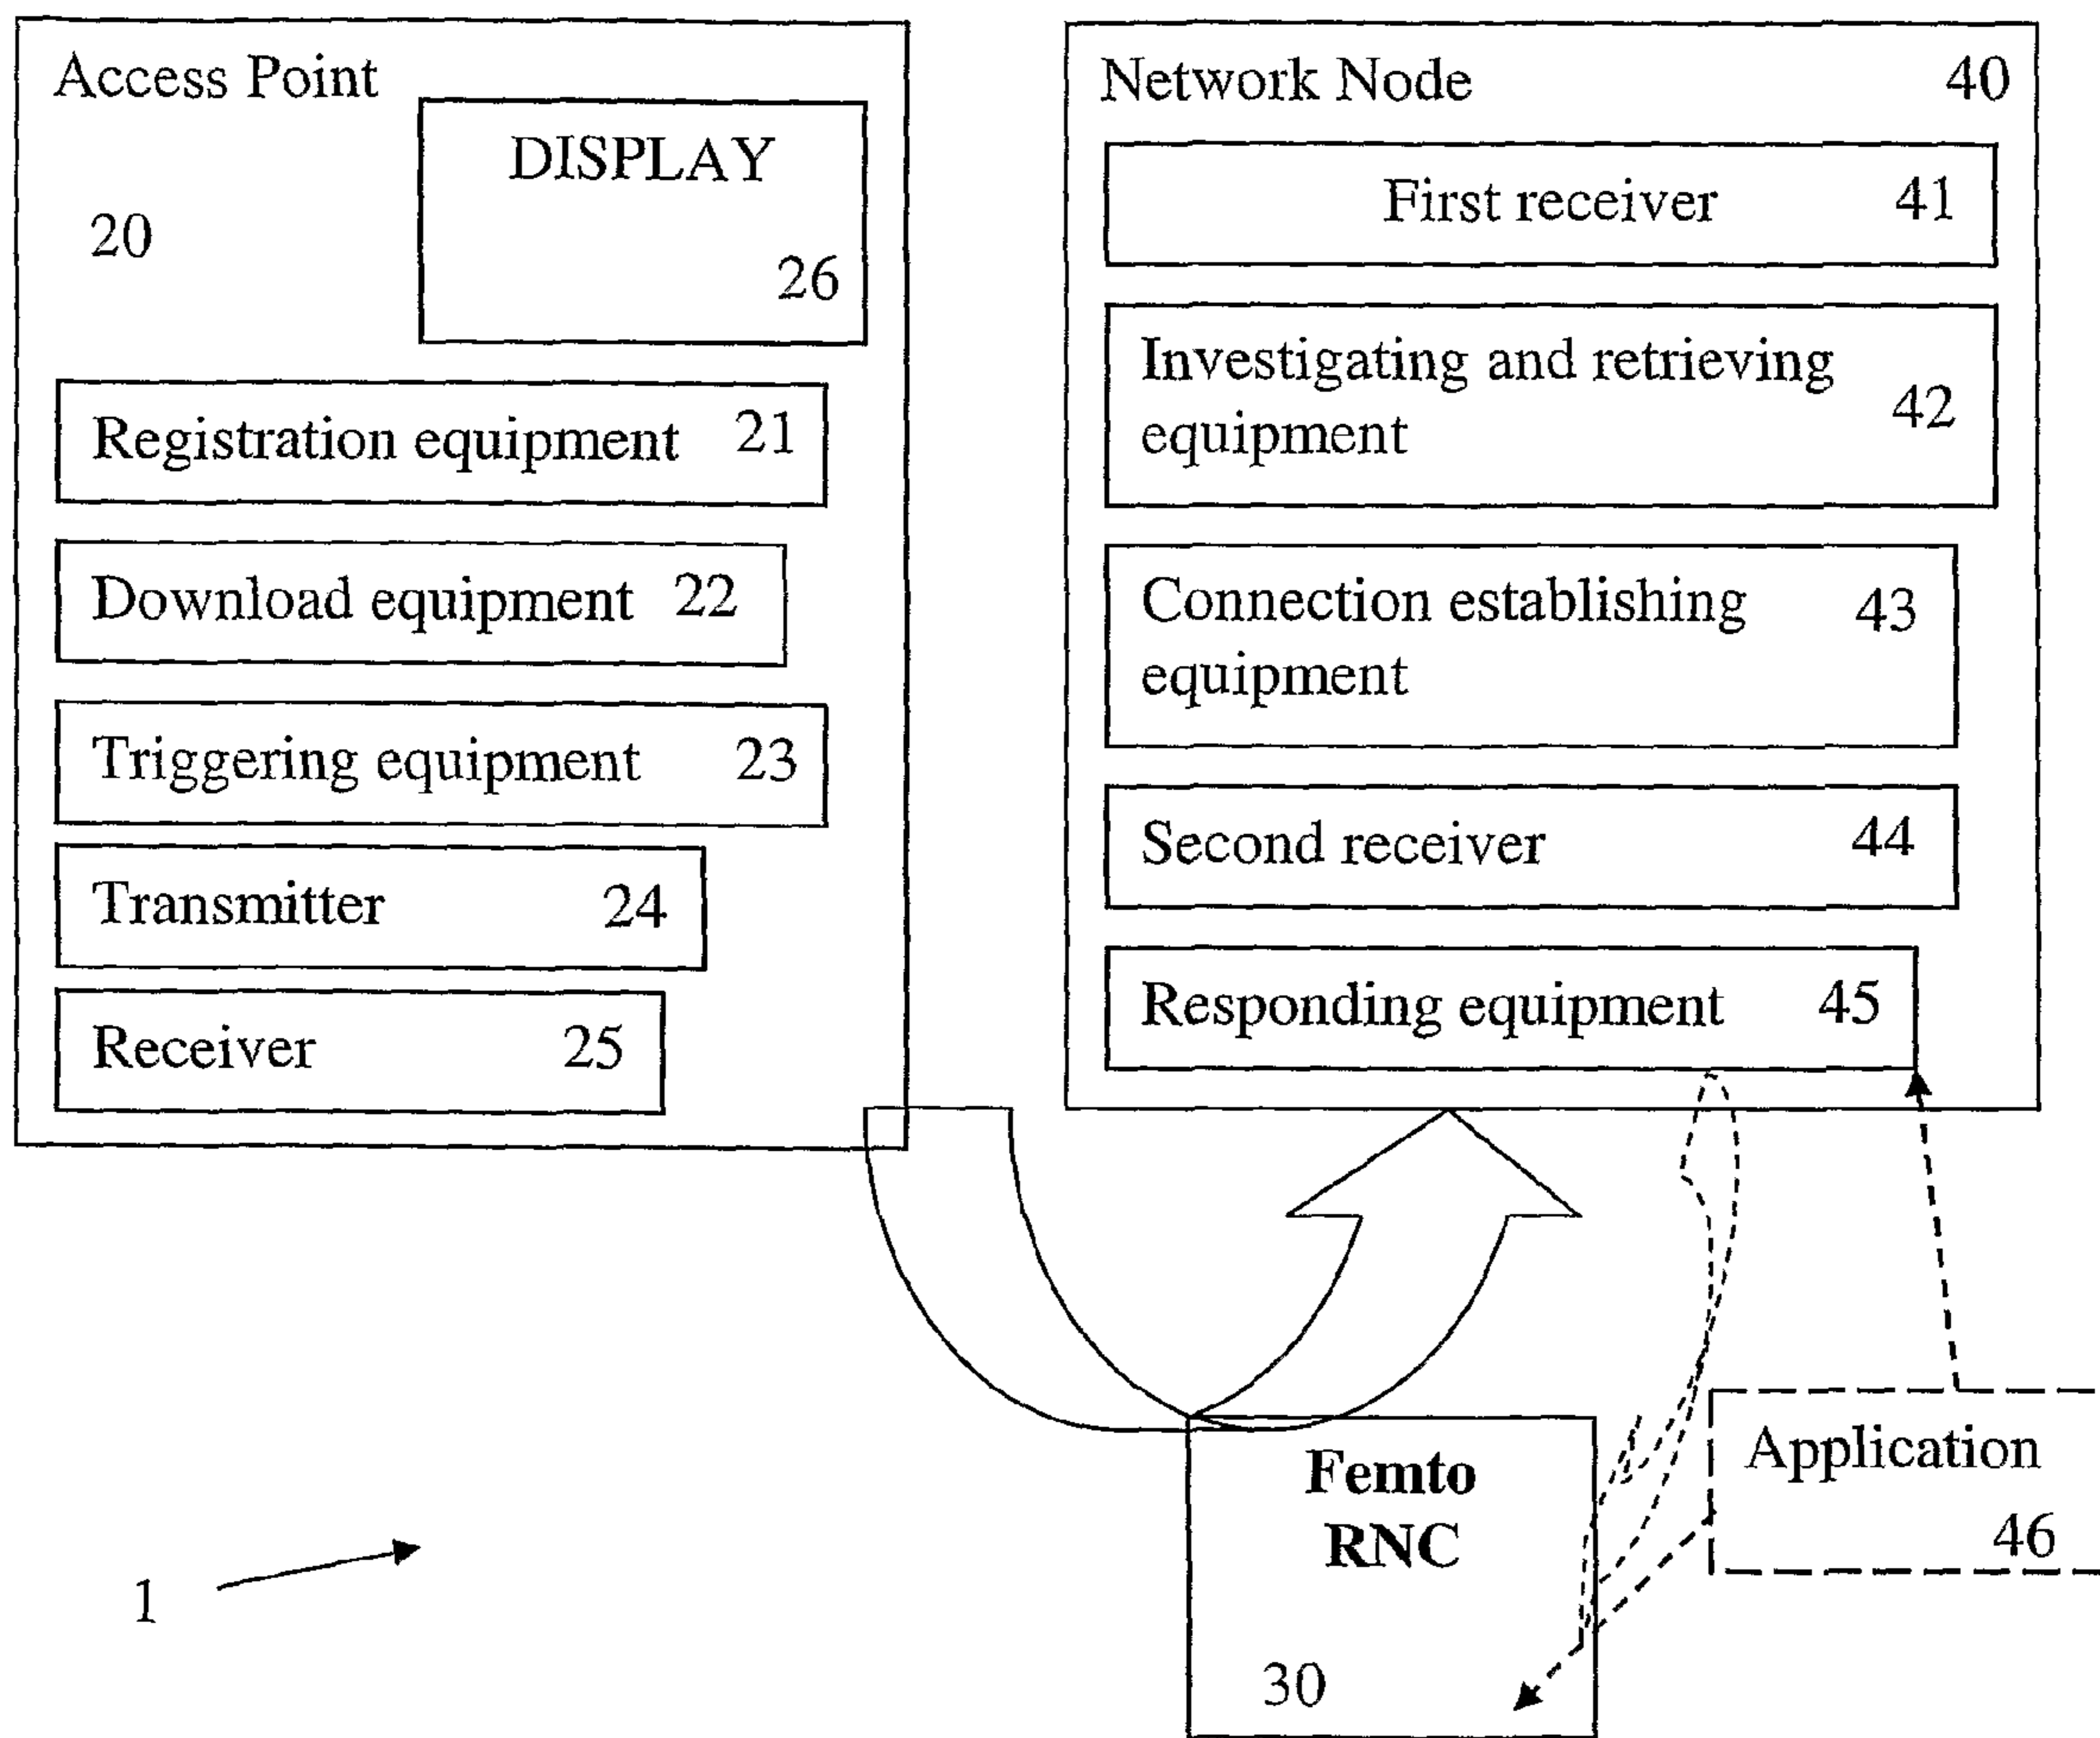 Access Point
20
DISPLAY
26
Registration equipment 21
Download equipment 22
Triggering equipment 23
Transmitter 24
Receiver 25
Network Node 40
First receiver 41
Investigating and retrieving
equipment 42
Connection establishing 43
equipment
Second receiver 44
Responding equipment 45
Femto
RNC
30
Application
46
1